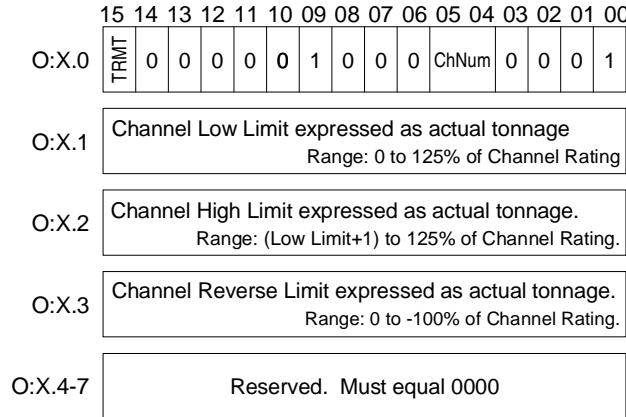 15 14 13 12 11 10 09 08 07 06 05 04 03 02 01 00
O:X.0 TRMT 0 0 0 0 0 1 0 0 0 ChNum 0 0 0 1
O:X.1 Channel Low Limit expressed as actual tonnage
Range: 0 to 125% of Channel Rating
O:X.2 Channel High Limit expressed as actual tonnage.
Range: (Low Limit+1) to 125% of Channel Rating.
O:X.3 Channel Reverse Limit expressed as actual tonnage.
Range: 0 to -100% of Channel Rating.
O:X.4-7 Reserved. Must equal 0000